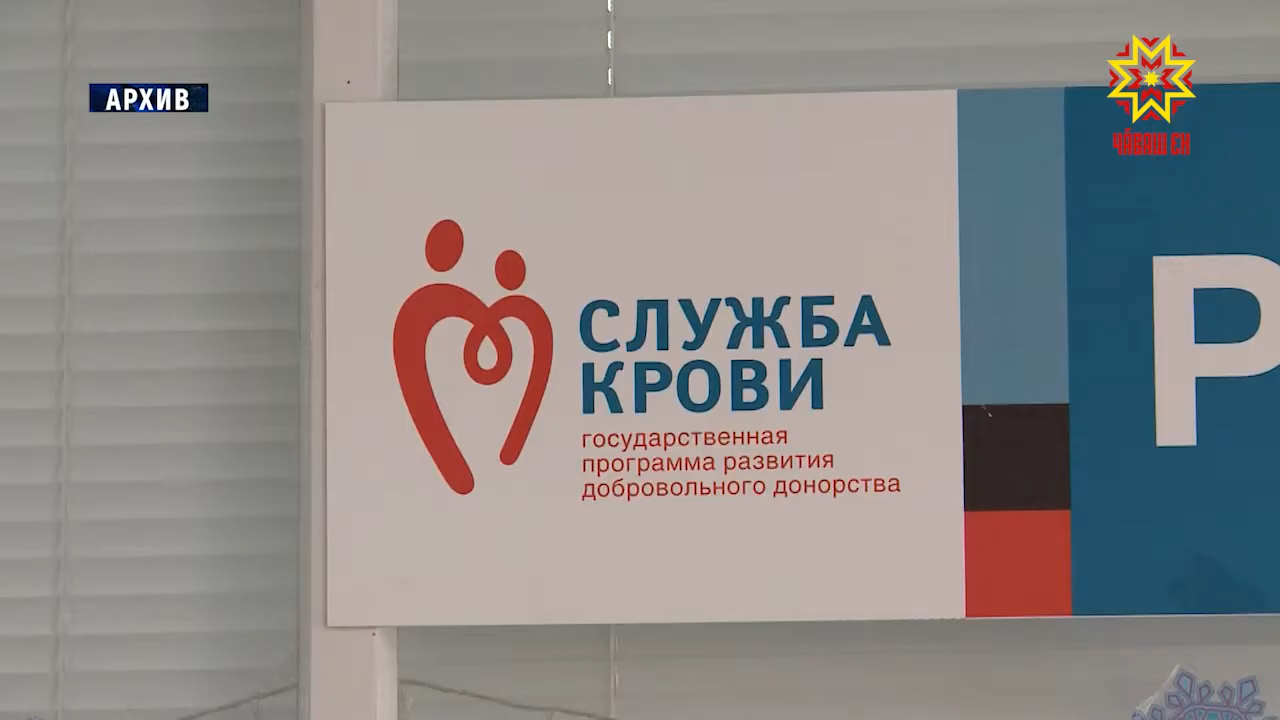 АРХИВ
ЧӐВАШ ЕН
СЛУЖБА
КРОВИ
государственная
программа развития
добровольного донорства
Р